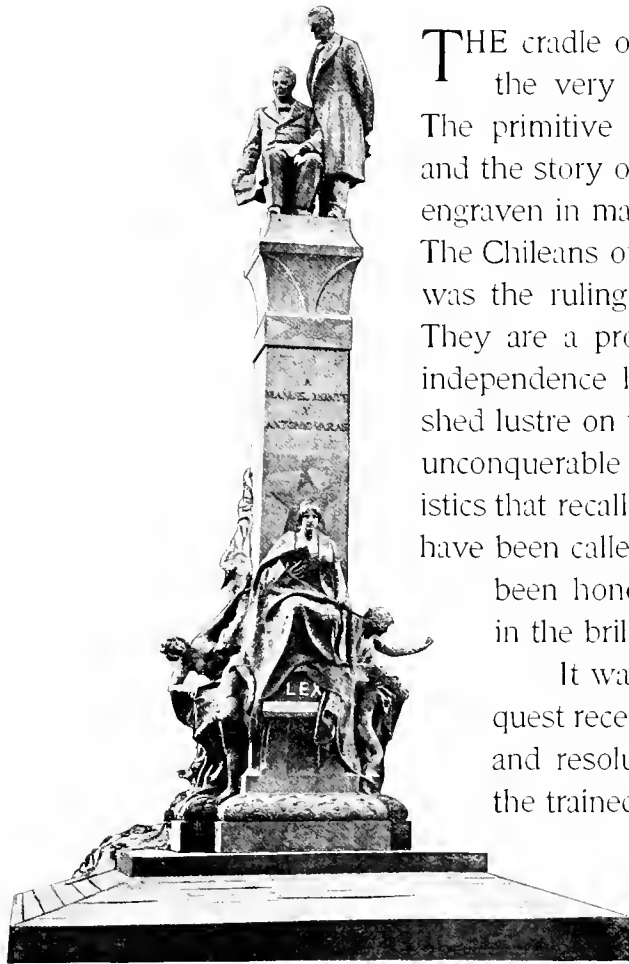 THE cradle o
the very
The primitive
and the story o
engraven in ma
The Chileans o
was the ruling
They are a pro
independence h
shed lustre on
unconquerable
istics that recall
have been calle
been hono
in the bril
It wa
quest rece
and resolu
the trained
A
MANUEL MONTT
Y
ANTONIO VARAS
LEX